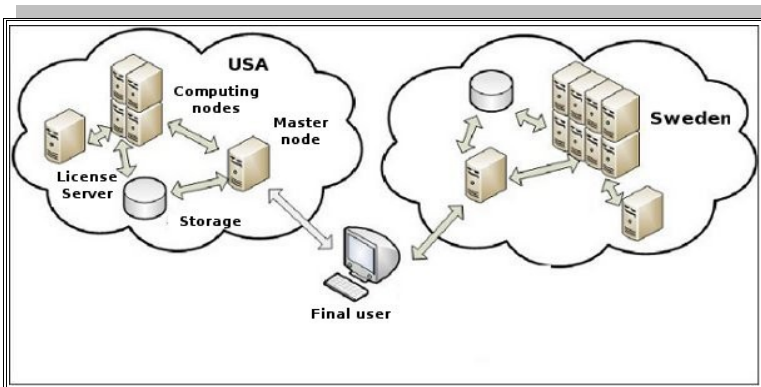 USA
Computing
nodes
Master
node
License
Server
Storage
Sweden
Final user